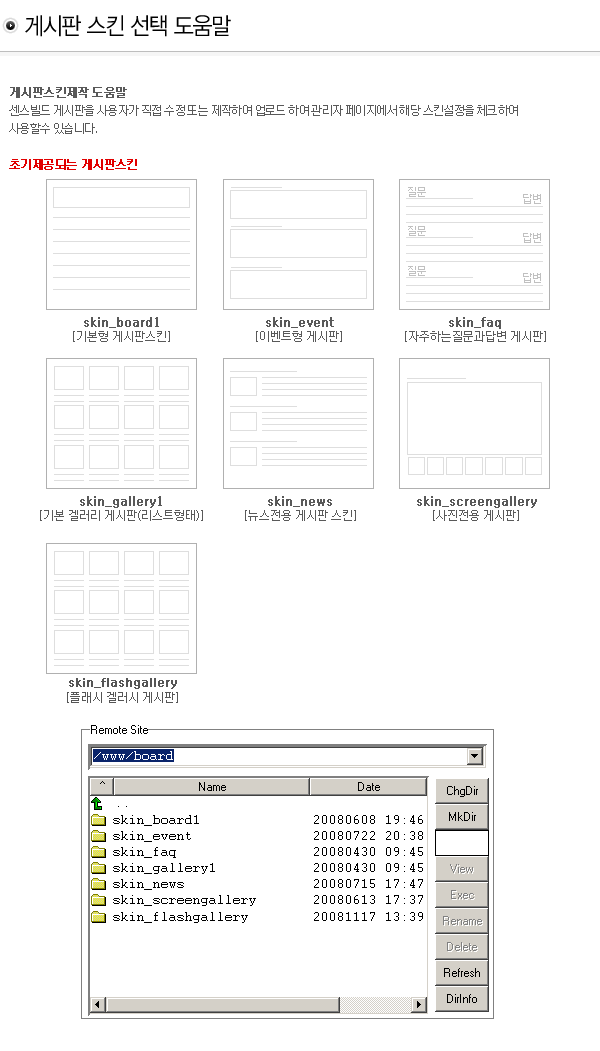 게시판 스킨 선택 도움말
게시판스킨제작 도움말
센스빌드 게시판을 사용자가 직접 수정또는 제작하여 업로드 하여관리자 페이지에서해당 스킨설정을 체크하여
사용할수 있습니다.
초기제공되는 게시판스킨
질문
답변
질문
답변
질문
답변
skin_board1 skin_event skin_faq
[기본형 게시판스킨] [이벤트형 게시판] [자주하는질문과답변 게시판]
skin_gallery1 skin_news skin_screengallery
[기본 겔러리 게시판(리스트형태)] [뉴스전용 게시판 스킨] [사진전용 게시판]
skin_flashgallery
[플래시 겔러시 게시판]
Remote Site
/www/board
^ Name Date
..
skin_board1 20080608 19:46
skin_event 20080722 20:38
skin_faq 20080430 09:45
skin_gallery1 20080430 09:45
skin_news 20080715 17:47
skin_screengallery 20080613 17:37
skin_flashgallery 20081117 13:39
ChgDir
MkDir
View
Exec
Rename
Delete
Refresh
DirInfo